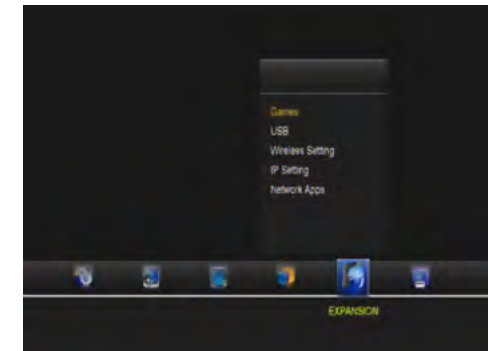 Games
USB
Wireless Setting
IP Setting
Network Apps
EXPANSION